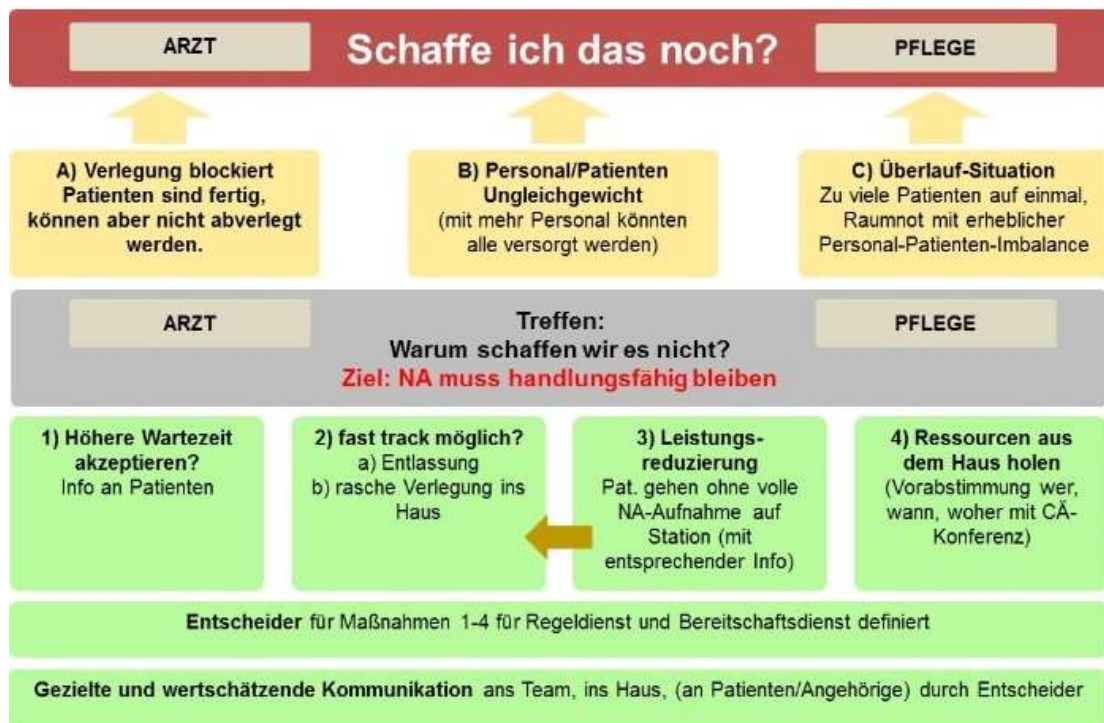 ARZT
Schaffe ich das noch?
PFLEGE
A) Verlegung blockiert
Patienten sind fertig,
können aber nicht abverlegt
werden.
B) Personal/Patienten
Ungleichgewicht
(mit mehr Personal könnten
alle versorgt werden)
C) Überlauf-Situation
Zu viele Patienten auf einmal,
Raumnot mit erheblicher
Personal-Patienten-Imbalance
ARZT
Treffen:
Warum schaffen wir es nicht?
Ziel: NA muss handlungsfähig bleiben
PFLEGE
1) Höhere Wartezeit
akzeptieren?
Info an Patienten
2) fast track möglich?
a) Entlassung
b) rasche Verlegung ins
Haus
3) Leistungs-
reduzierung
Pat. gehen ohne volle
NA-Aufnahme auf
Station (mit
entsprechender Info)
4) Ressourcen aus
dem Haus holen
(Vorabstimmung wer,
wann, woher mit CÄ-
Konferenz)
Entscheider für Maßnahmen 1-4 für Regeldienst und Bereitschaftsdienst definiert
Gezielte und wertschätzende Kommunikation ans Team, ins Haus, (an Patienten/Angehörige) durch Entscheider